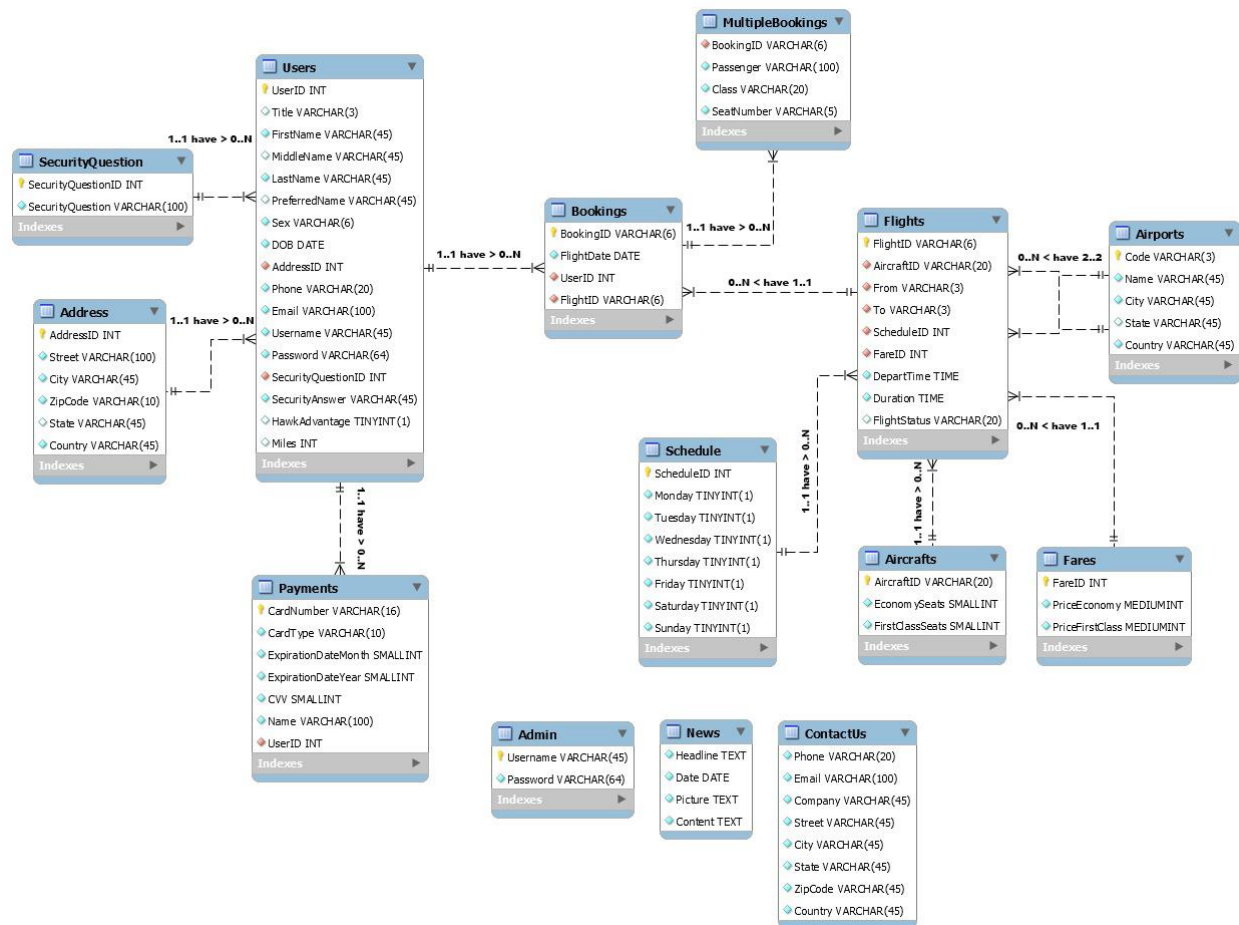 MultipleBookings
BookingID VARCHAR(6)
Passenger VARCHAR(100)
Class VARCHAR(20)
SeatNumber VARCHAR(5)
Indexes
Users
UserID INT
Title VARCHAR(3)
FirstName VARCHAR(45)
MiddleName VARCHAR(45)
LastName VARCHAR(45)
PreferredName VARCHAR(45)
Sex VARCHAR(6)
DOB DATE
AddressID INT
Phone VARCHAR(20)
Email VARCHAR(100)
Username VARCHAR(45)
Password VARCHAR(64)
SecurityQuestionID INT
SecurityAnswer VARCHAR(45)
HawkAdvantage TINYINT(1)
Miles INT
Indexes
1..1 have > 0..N
SecurityQuestion
SecurityQuestionID INT
SecurityQuestion VARCHAR(100)
Indexes
1..1 have > 0..N
Address
AddressID INT
Street VARCHAR(100)
City VARCHAR(45)
ZipCode VARCHAR(10)
State VARCHAR(45)
Country VARCHAR(45)
Indexes
1..1 have > 0..N
Bookings
BookingID VARCHAR(6)
FlightDate DATE
UserID INT
FlightID VARCHAR(6)
Indexes
1..1 have > 0..N
0..N < have 1..1
Flights
FlightID VARCHAR(6)
AircraftID VARCHAR(20)
From VARCHAR(3)
To VARCHAR(3)
ScheduleID INT
FareID INT
DepartTime TIME
Duration TIME
FlightStatus VARCHAR(20)
Indexes
0..N < have 2..2
Airports
Code VARCHAR(3)
Name VARCHAR(45)
City VARCHAR(45)
State VARCHAR(45)
Country VARCHAR(45)
Indexes
0..N < have 1..1
1..1 have > 0..N
Schedule
ScheduleID INT
Monday TINYINT(1)
Tuesday TINYINT(1)
Wednesday TINYINT(1)
Thursday TINYINT(1)
Friday TINYINT(1)
Saturday TINYINT(1)
Sunday TINYINT(1)
Indexes
1..1 have > 0..N
Aircrafts
AircraftID VARCHAR(20)
EconomySeats SMALLINT
FirstClassSeats SMALLINT
Indexes
Fares
FareID INT
PriceEconomy MEDIUMINT
PriceFirstClass MEDIUMINT
Indexes
1..1 have > 0..N
Payments
CardNumber VARCHAR(16)
CardType VARCHAR(10)
ExpirationDateMonth SMALLINT
ExpirationDateYear SMALLINT
CVV SMALLINT
Name VARCHAR(100)
UserID INT
Indexes
Admin
Username VARCHAR(45)
Password VARCHAR(64)
Indexes
News
Headline TEXT
Date DATE
Picture TEXT
Content TEXT
ContactUs
Phone VARCHAR(20)
Email VARCHAR(100)
Company VARCHAR(45)
Street VARCHAR(45)
City VARCHAR(45)
State VARCHAR(45)
ZipCode VARCHAR(45)
Country VARCHAR(45)